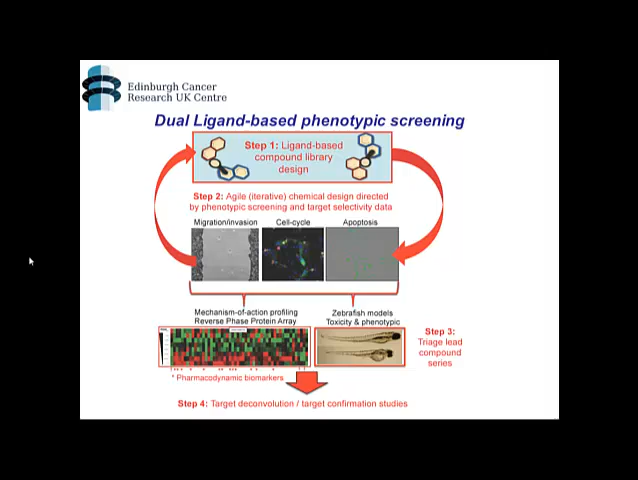 Edinburgh Cancer
Research UK Centre
Dual Ligand-based phenotypic screening
Step 1: Ligand-based
compound library
design
Step 2: Agile (iterative) chemical design directed
by phenotypic screening and target selectivity data
Migration/invasion Cell-cycle Apoptosis
Mechanism-of-action profiling
Reverse Phase Protein Array
Zebrafish models
Toxicity & phenotypic
Step 3:
Triage lead
compound
series
* Pharmacodynamic biomarkers
Step 4: Target deconvolution / target confirmation studies